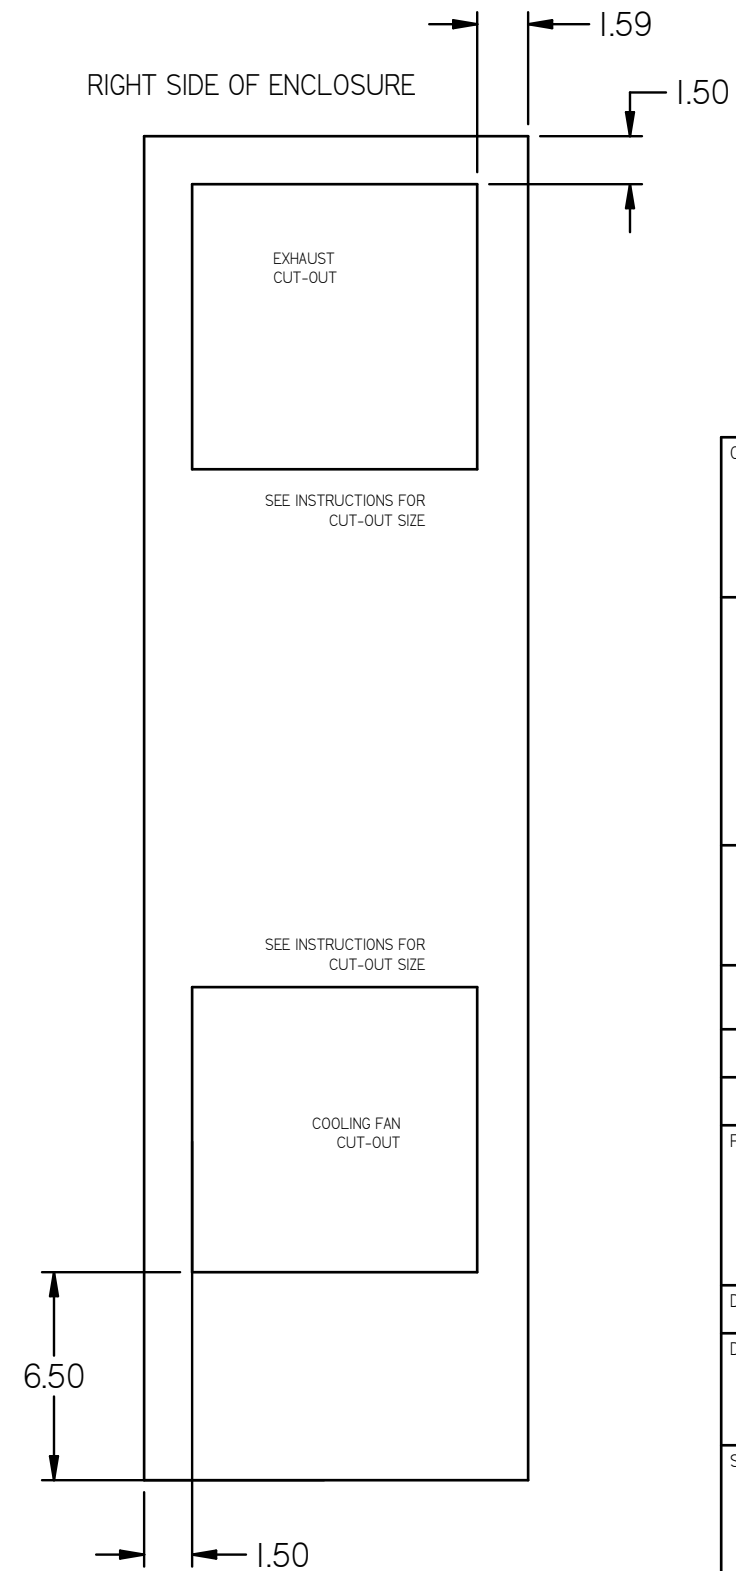 1.59
RIGHT SIDE OF ENCLOSURE
1.50
EXHAUST
CUT-OUT
SEE INSTRUCTIONS FOR
CUT-OUT SIZE
SEE INSTRUCTIONS FOR
CUT-OUT SIZE
COOLING FAN
CUT-OUT
6.50
1.50